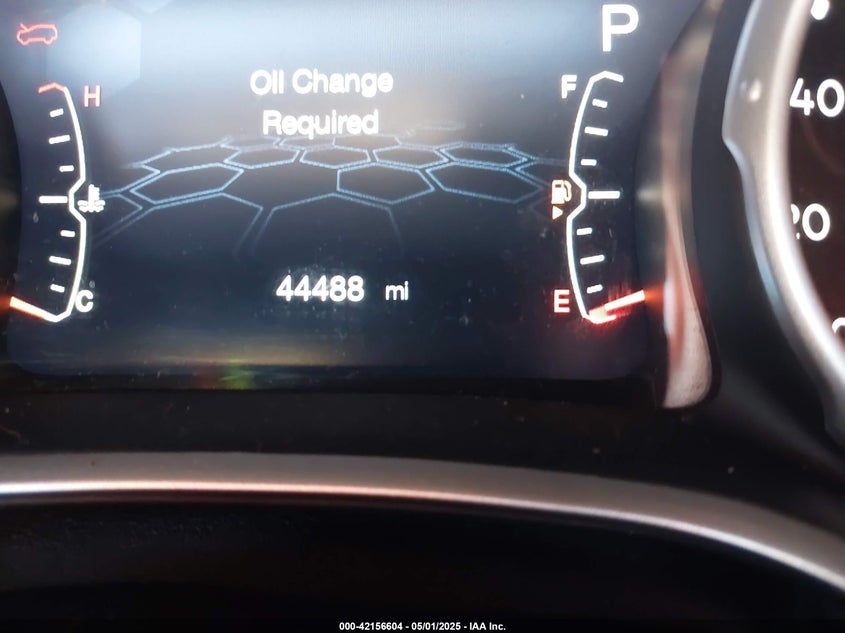 P
Oil Change
Required
H
F
40
20
44488 mi
C
E
000-42156604 - 05/01/2025 - IAA Inc.